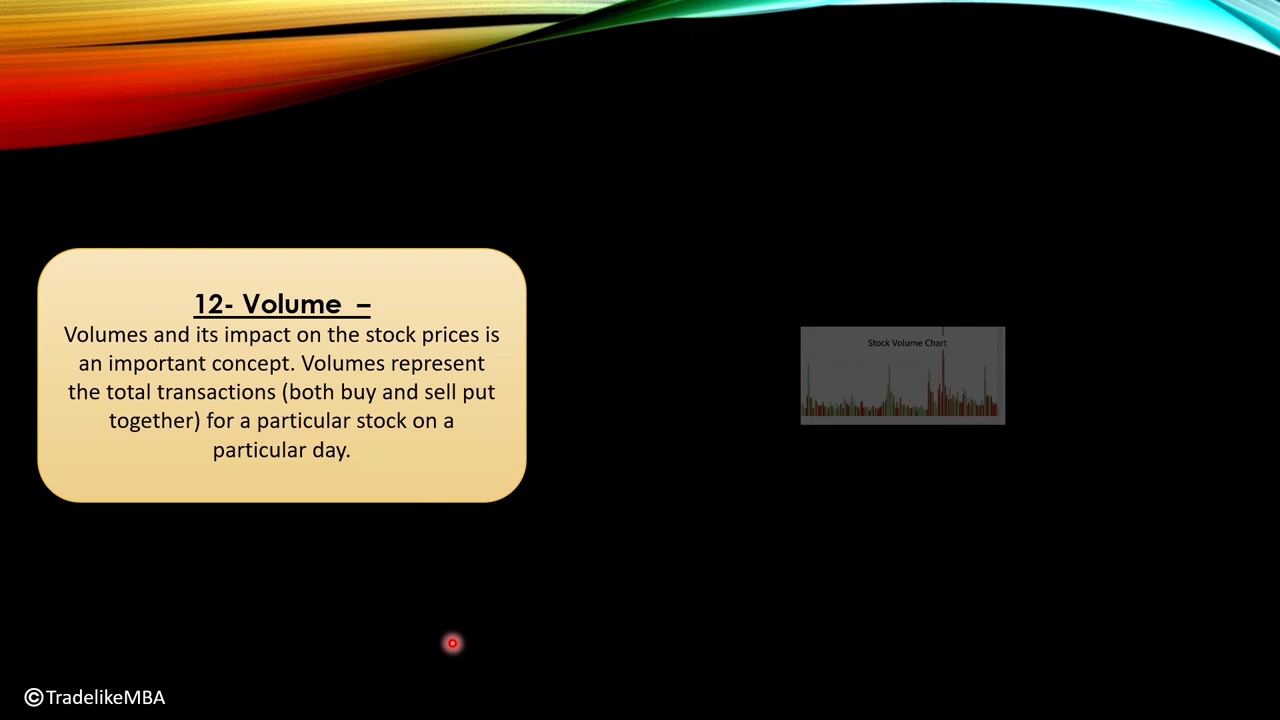 12- Volume –
Volumes and its impact on the stock prices is
an important concept. Volumes represent
the total transactions (both buy and sell put
together) for a particular stock on a
particular day.
Stock Volume Chart
©TradelikeMBA